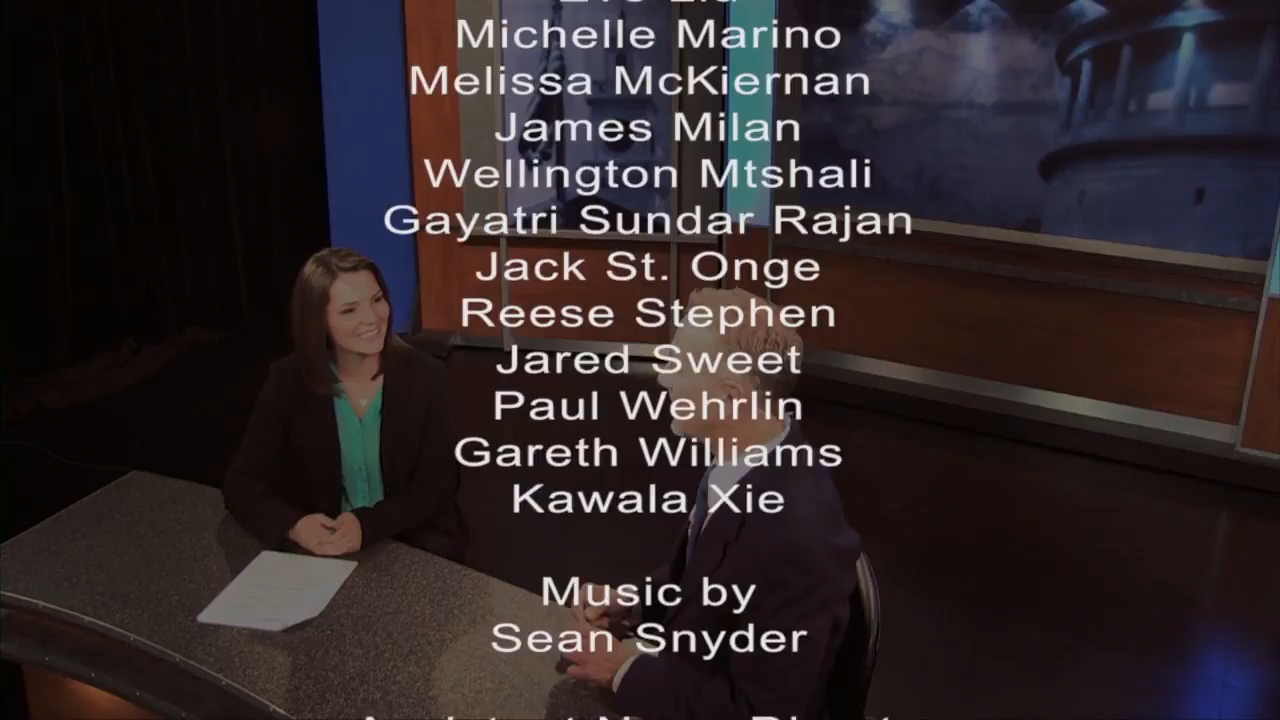 Michelle Marino
Melissa McKiernan
James Milan
Wellington Mtshali
Gayatri Sundar Rajan
Jack St. Onge
Reese Stephen
Jared Sweet
Paul Wehrlin
Gareth Williams
Kawala Xie
Music by
Sean Snyder